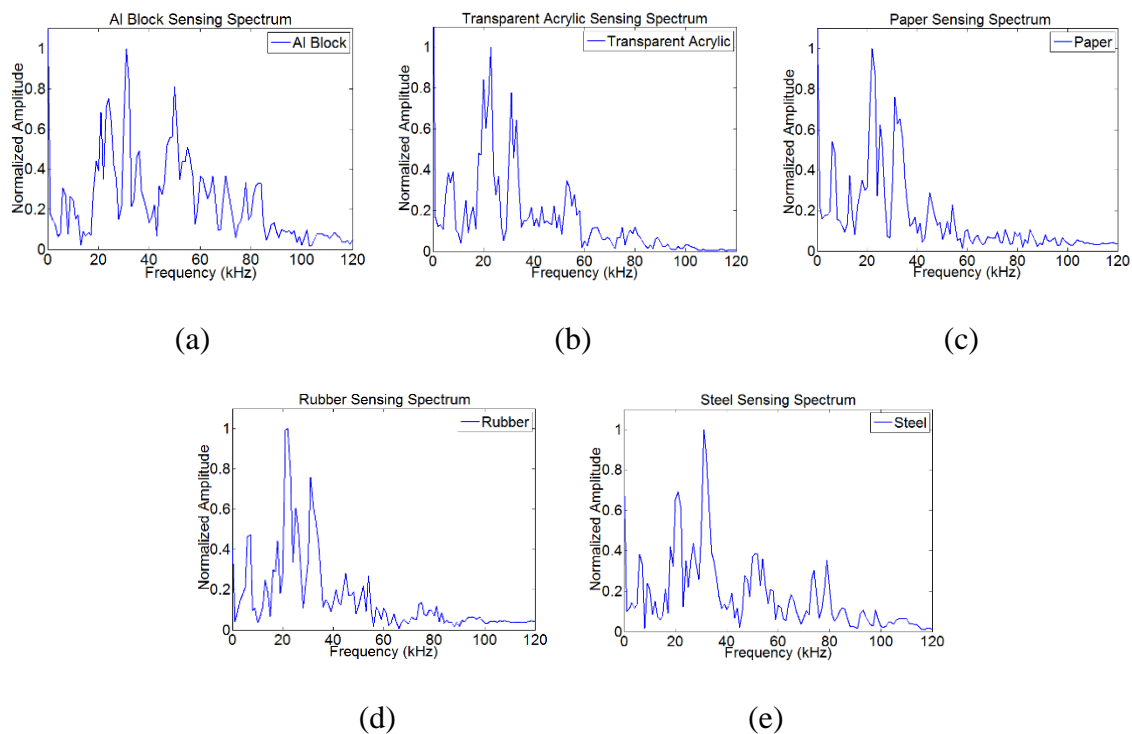 Al Block Sensing Spectrum
Al Block
1
0.8
0.6
0.4
0.2
0
Normalized Amplitude
0 20 40 60 80 100 120
Frequency (kHz)
(a)
Transparent Acrylic Sensing Spectrum
Transparent Acrylic
1
0.8
0.6
0.4
0.2
0
Normalized Amplitude
0 20 40 60 80 100 120
Frequency (kHz)
(b)
Paper Sensing Spectrum
Paper
1
0.8
0.6
0.4
0.2
0
Normalized Amplitude
0 20 40 60 80 100 120
Frequency (kHz)
(c)
Rubber Sensing Spectrum
Rubber
1
0.8
0.6
0.4
0.2
0
Normalized Amplitude
0 20 40 60 80 100 120
Frequency (kHz)
(d)
Steel Sensing Spectrum
Steel
1
0.8
0.6
0.4
0.2
0
Normalized Amplitude
0 20 40 60 80 100 120
Frequency (kHz)
(e)